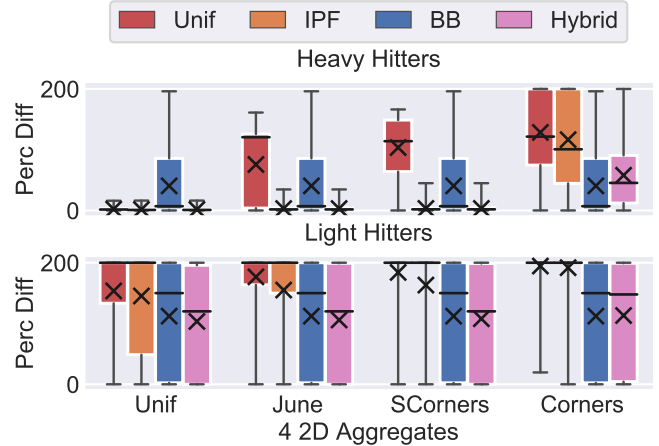 Unif IPF BB Hybrid
Heavy Hitters
200
Perc Diff
0
Light Hitters
200
Perc Diff
0
Unif June SCorners Corners
4 2D Aggregates